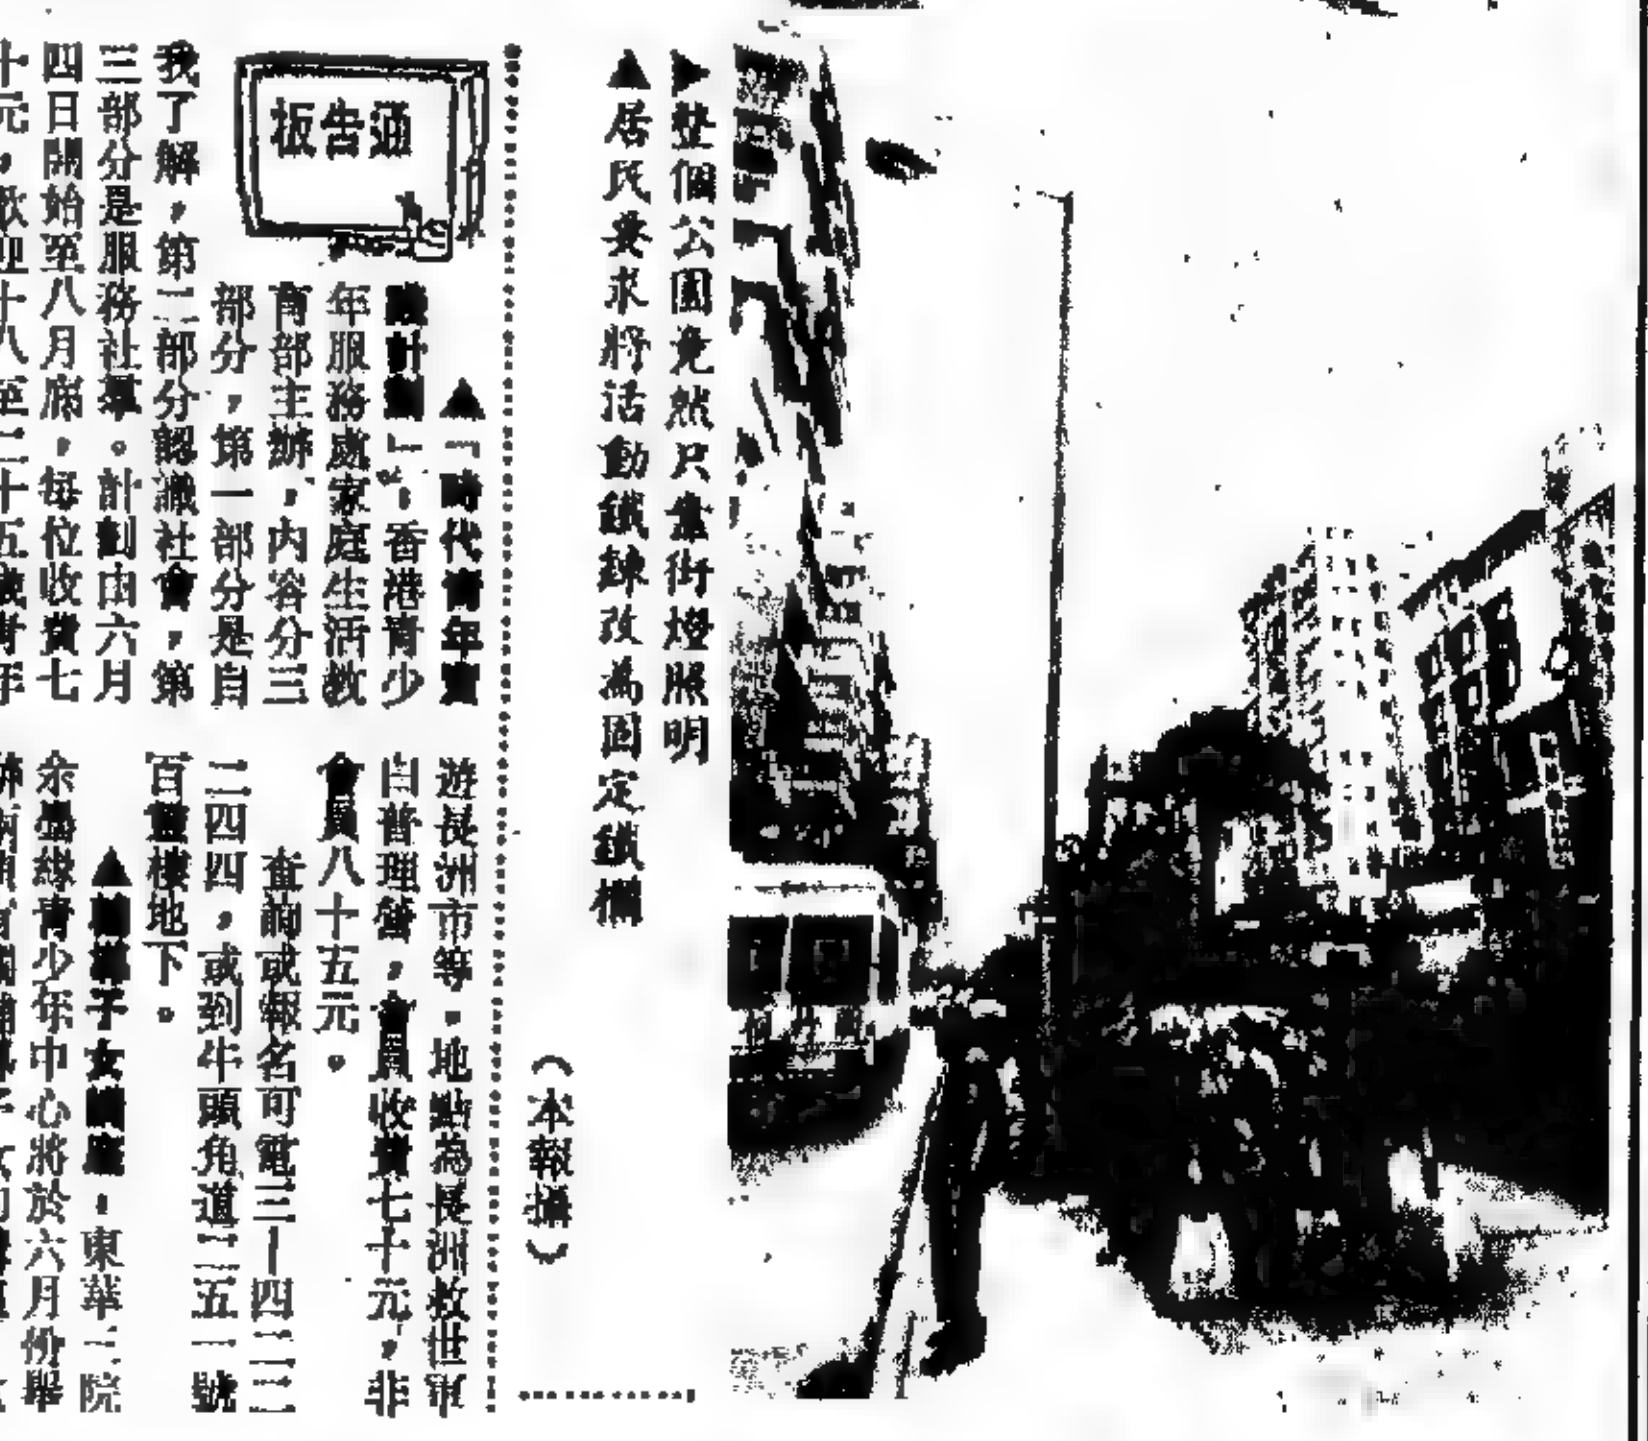 ▶整個公園竟然只靠街燈照明
▲居民要求將活動鐵鍊改為固定鐵欄
（本報攝）
通告板
▲「時代青年實
踐計劃」，香港青少
年服務處家庭生活教
育部主辦，內容分三
部分，第一部分是自
我了解，第二部分認識社會，第
三部分是服務社羣。計劃由六月
四日開始至八月底，每位收費七
十元，歡迎十八至二十五歲青年
遊長洲市等。地點為長洲救世軍
白普理營，會員收費七十元，非
會員八十五元。
查詢或報名可電三—四二三
二四四，或到牛頭角道二五一號
百　樓地下。
▲　　子女　　，東華三院
余墨緣青少年中心將於六月份舉